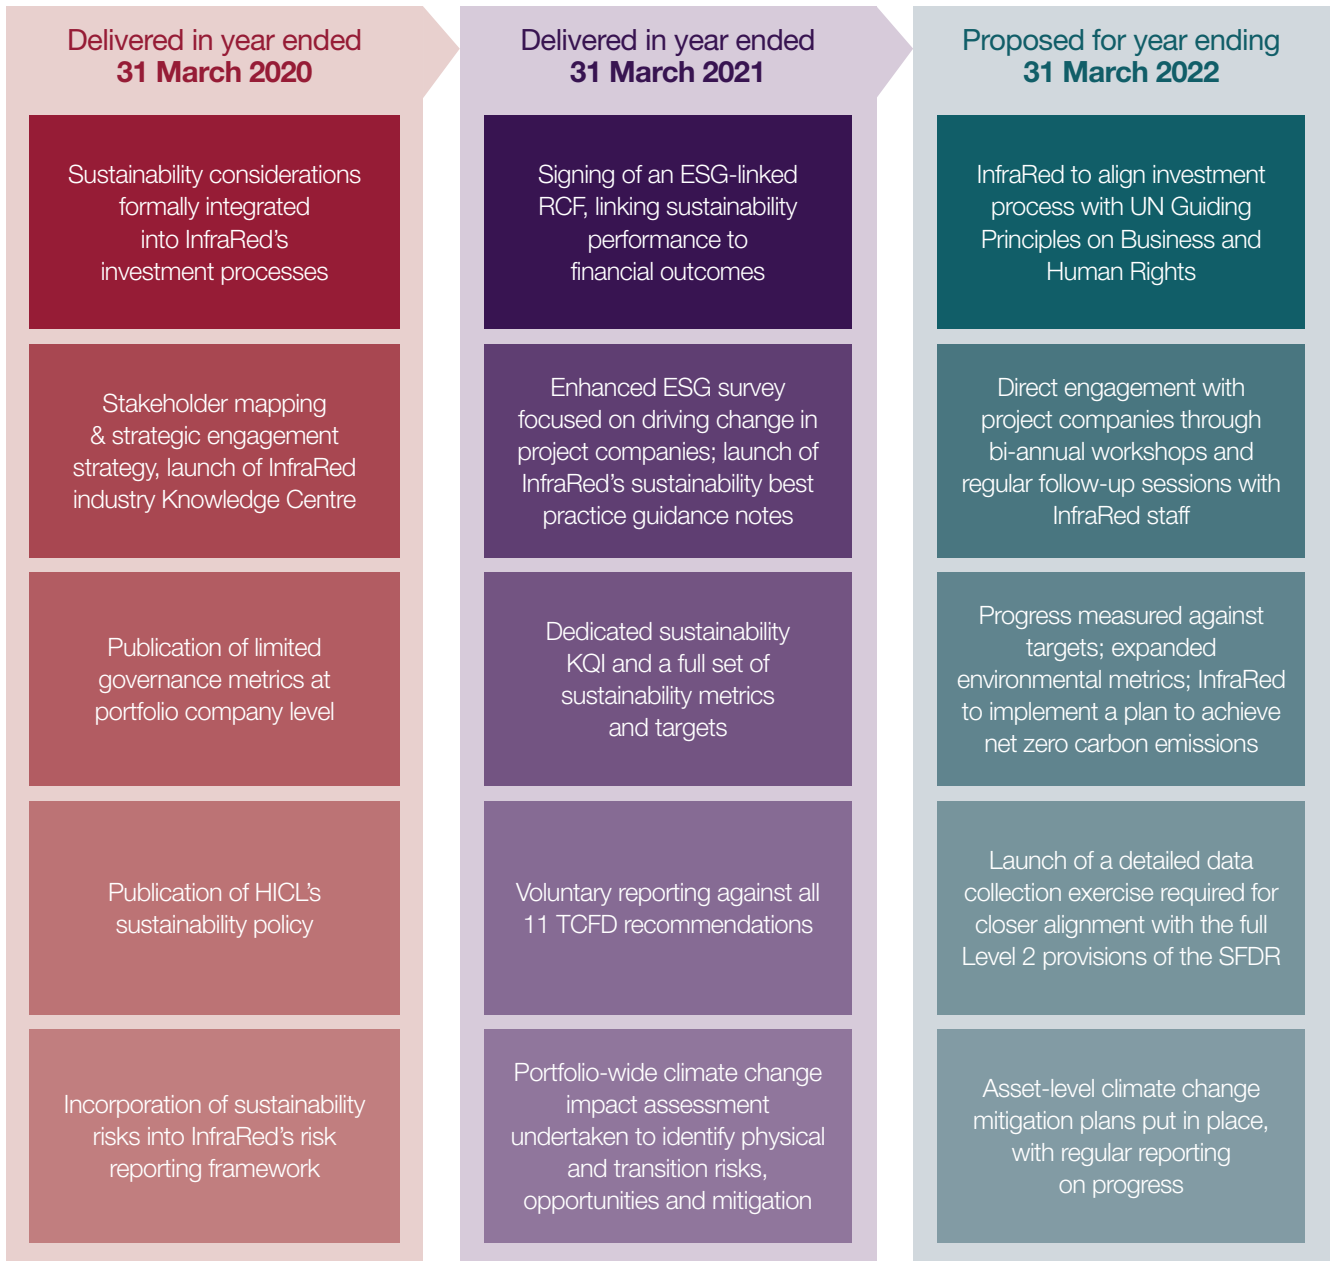 Delivered in year ended
31 March 2020
Sustainability considerations
formally integrated
into InfraRed's
investment processes
Stakeholder mapping
& strategic engagement
strategy, launch of InfraRed
industry Knowledge Centre
Publication of limited
governance metrics at
portfolio company level
Publication of HICL's
sustainability policy
Incorporation of sustainability
risks into InfraRed's risk
reporting framework
Delivered in year ended
31 March 2021
Signing of an ESG-linked
RCF, linking sustainability
performance to
financial outcomes
Enhanced ESG survey
focused on driving change in
project companies; launch of
InfraRed's sustainability best
practice guidance notes
Dedicated sustainability
KQI and a full set of
sustainability metrics
and targets
Voluntary reporting against all
11 TCFD recommendations
Portfolio-wide climate change
impact assessment
undertaken to identify physical
and transition risks,
opportunities and mitigation
Proposed for year ending
31 March 2022
InfraRed to align investment
process with UN Guiding
Principles on Business and
Human Rights
Direct engagement with
project companies through
bi-annual workshops and
regular follow-up sessions with
InfraRed staff
Progress measured against
targets; expanded
environmental metrics; InfraRed
to implement a plan to achieve
net zero carbon emissions
Launch of a detailed data
collection exercise required for
closer alignment with the full
Level 2 provisions of the SFDR
Asset-level climate change
mitigation plans put in place,
with regular reporting
on progress